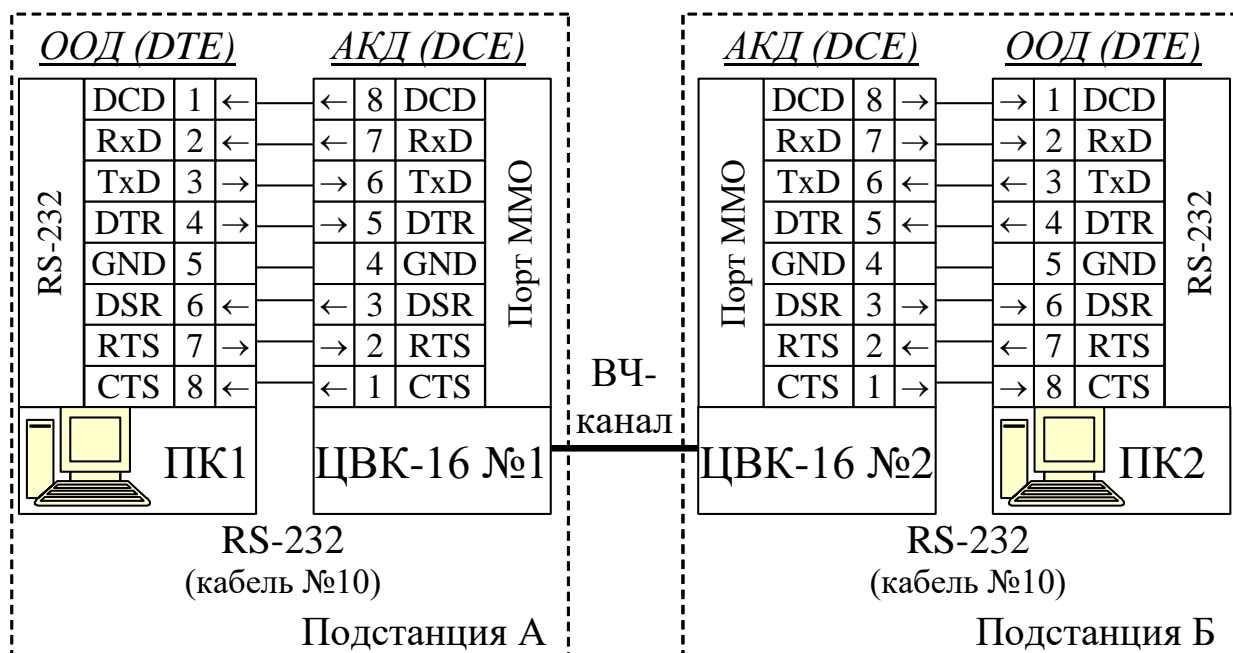 ООД (DTE) АКД (DCE) АКД (DCE) ООД (DTE)
DCD 1 ← ← 8 DCD DCD 8 → → 1 DCD
RxD 2 ← ← 7 RxD RxD 7 → → 2 RxD
TxD 3 → → 6 TxD TxD 6 ← ← 3 TxD
DTR 4 → → 5 DTR DTR 5 ← ← 4 DTR
GND 5 4 GND GND 4 5 GND
DSR 6 ← ← 3 DSR DSR 3 → → 6 DSR
RTS 7 → → 2 RTS RTS 2 ← ← 7 RTS
CTS 8 ← ← 1 CTS CTS 1 → → 8 CTS
RS-232
Порт ММО
Порт ММО
RS-232
ВЧ-
канал
ПК1 ЦВК-16 №1 ЦВК-16 №2 ПК2
RS-232 RS-232
(кабель №10) (кабель №10)
Подстанция А Подстанция Б